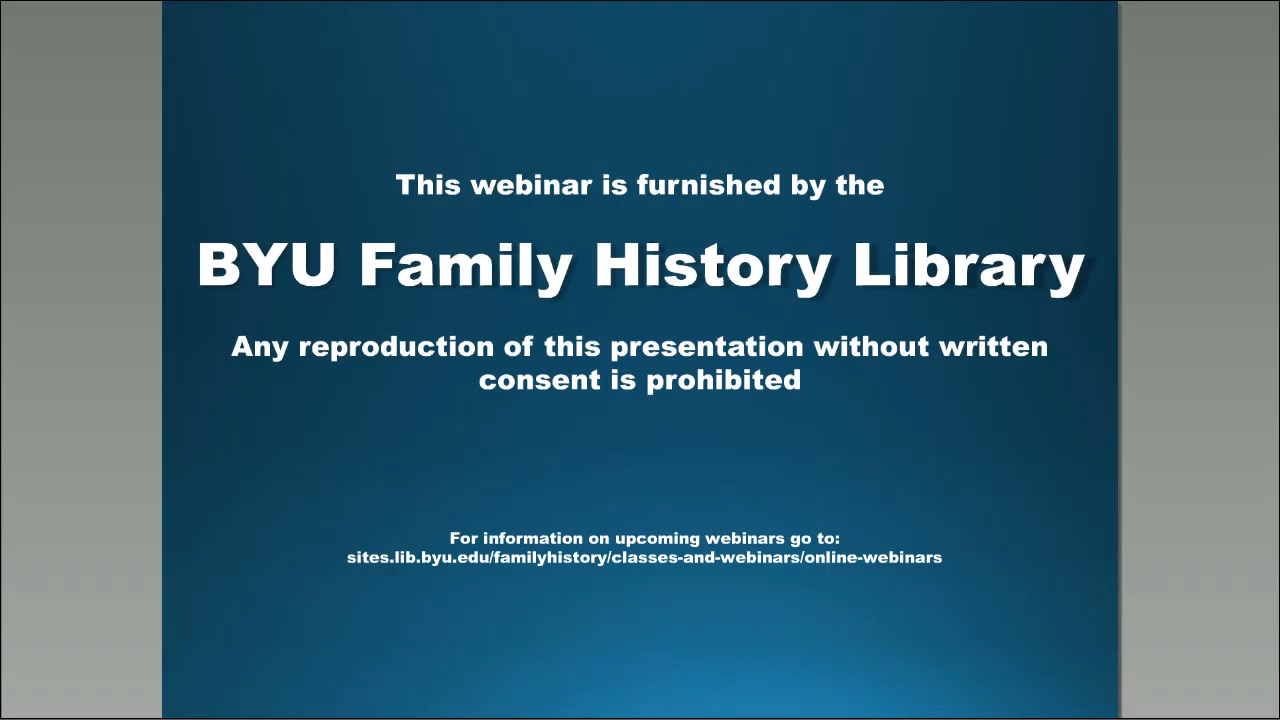 This webinar is furnished by the
BYU Family History Library
Any reproduction of this presentation without written
consent is prohibited
For information on upcoming webinars go to:
sites.lib.byu.edu/familyhistory/classes-and-webinars/online-webinars